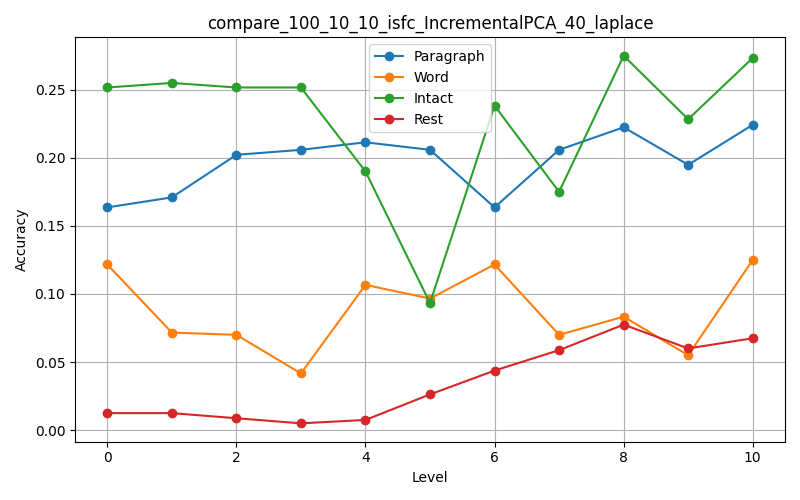 compare_100_10_10_isfc_IncrementalPCA_40_laplace
Paragraph
Word
Intact
Rest
Accuracy
0.25
0.20
0.15
0.10
0.05
0.00
0 2 4 6 8 10
Level